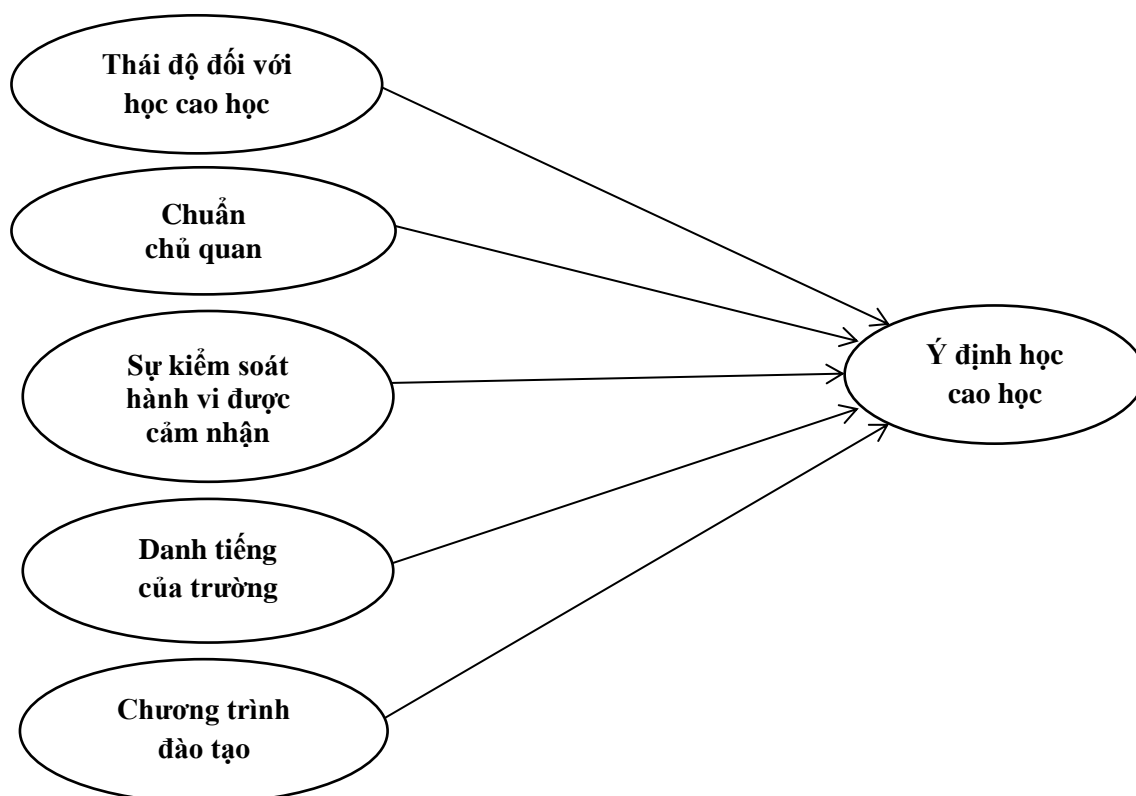 Thái độ đối với
học cao học
Chuẩn
chủ quan
Sự kiểm soát
hành vi được
cảm nhận
Ý định học
cao học
Danh tiếng
của trường
Chương trình
đào tạo